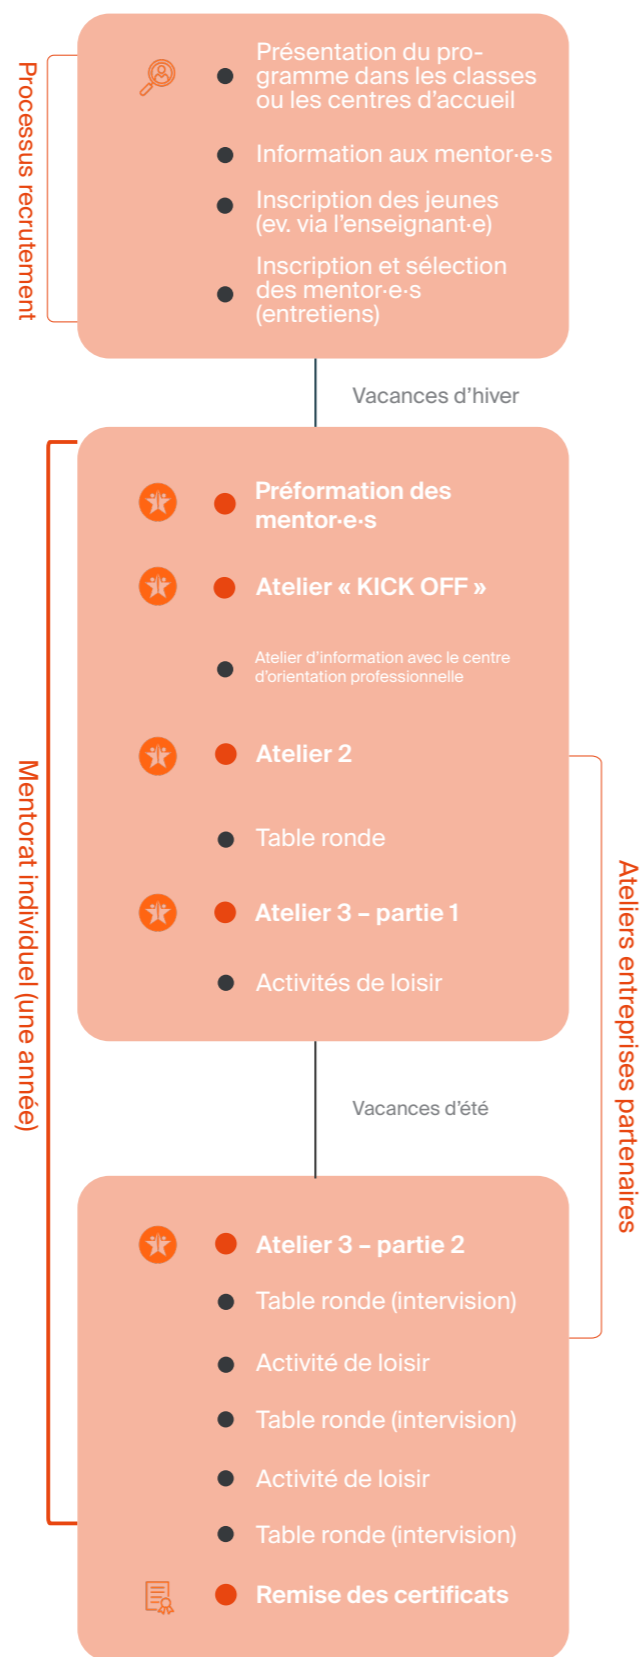 Processus recrutement
Présentation du pro-
gramme dans les classes
ou les centres d'accueil
Information aux mentor·e·s
Inscription des jeunes
(ev. via l'enseignant·e)
Inscription et sélection
des mentor·e·s
(entretiens)
Vacances d'hiver
Mentorat individuel (une année)
Préformation des
mentor·e·s
Atelier « KICK OFF »
Atelier d'information avec le centre
d'orientation professionnelle
Atelier 2
Table ronde
Atelier 3 – partie 1
Activités de loisir
Ateliers entreprises partenaires
Vacances d'été
Atelier 3 – partie 2
Table ronde (intervision)
Activité de loisir
Table ronde (intervision)
Activité de loisir
Table ronde (intervision)
Remise des certificats